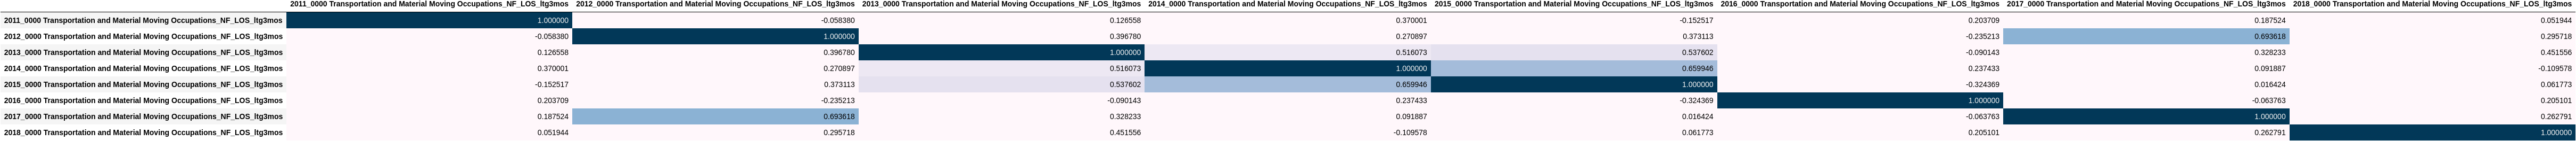 2011_0000 Transportation and Material Moving Occupations_NF_LOS_ltg3mos 2012_0000 Transportation and Material Moving Occupations_NF_LOS_ltg3mos 2013_0000 Transportation and Material Moving Occupations_NF_LOS_ltg3mos 2014_0000 Transportation and Material Moving Occupations_NF_LOS_ltg3mos 2015_0000 Transportation and Material Moving Occupations_NF_LOS_ltg3mos 2016_0000 Transportation and Material Moving Occupations_NF_LOS_ltg3mos 2017_0000 Transportation and Material Moving Occupations_NF_LOS_ltg3mos 2018_0000 Transportation and Material Moving Occupations_NF_LOS_ltg3mos
2011_0000 Transportation and Material Moving Occupations_NF_LOS_ltg3mos 1.000000 -0.058380 0.126558 0.370001 -0.152517 0.203709 0.187524 0.051944
2012_0000 Transportation and Material Moving Occupations_NF_LOS_ltg3mos -0.058380 1.000000 0.396780 0.270897 0.373113 -0.235213 0.693618 0.295718
2013_0000 Transportation and Material Moving Occupations_NF_LOS_ltg3mos 0.126558 0.396780 1.000000 0.516073 0.537602 -0.090143 0.328233 0.451556
2014_0000 Transportation and Material Moving Occupations_NF_LOS_ltg3mos 0.370001 0.270897 0.516073 1.000000 0.659946 0.237433 0.091887 -0.109578
2015_0000 Transportation and Material Moving Occupations_NF_LOS_ltg3mos -0.152517 0.373113 0.537602 0.659946 1.000000 -0.324369 0.016424 0.061773
2016_0000 Transportation and Material Moving Occupations_NF_LOS_ltg3mos 0.203709 -0.235213 -0.090143 0.237433 -0.324369 1.000000 -0.063763 0.205101
2017_0000 Transportation and Material Moving Occupations_NF_LOS_ltg3mos 0.187524 0.693618 0.328233 0.091887 0.016424 -0.063763 1.000000 0.262791
2018_0000 Transportation and Material Moving Occupations_NF_LOS_ltg3mos 0.051944 0.295718 0.451556 -0.109578 0.061773 0.205101 0.262791 1.000000